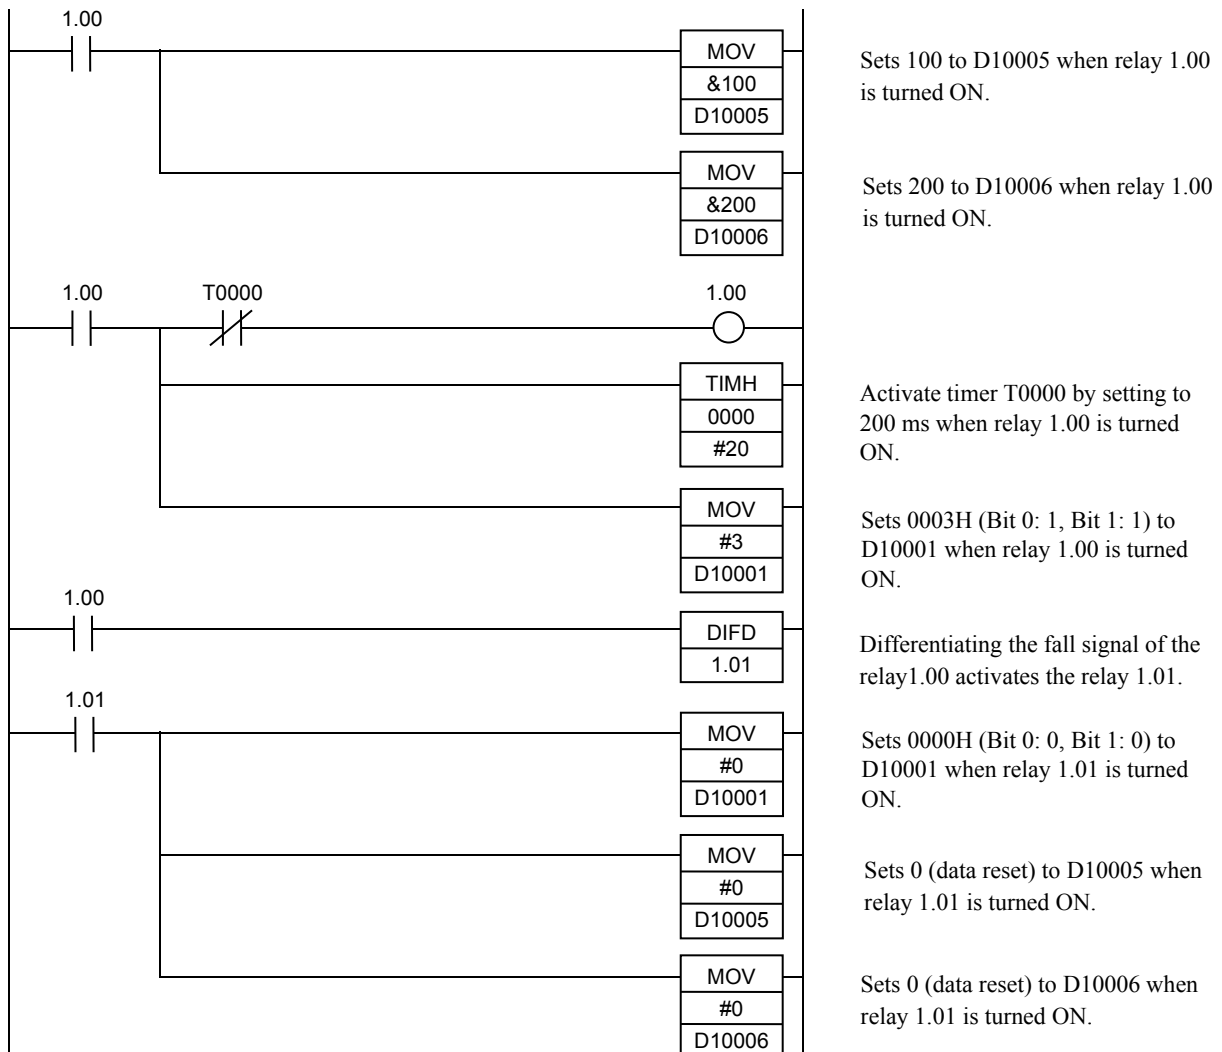 1.00
MOV
&100
D10005
Sets 100 to D10005 when relay 1.00
is turned ON.
MOV
&200
D10006
Sets 200 to D10006 when relay 1.00
is turned ON.
1.00 T0000 1.00
TIMH
0000
#20
Activate timer T0000 by setting to
200 ms when relay 1.00 is turned
ON.
MOV
#3
D10001
Sets 0003H (Bit 0: 1, Bit 1: 1) to
D10001 when relay 1.00 is turned
ON.
1.00
DIFD
1.01
Differentiating the fall signal of the
relay1.00 activates the relay 1.01.
1.01
MOV
#0
D10001
Sets 0000H (Bit 0: 0, Bit 1: 0) to
D10001 when relay 1.01 is turned
ON.
MOV
#0
D10005
Sets 0 (data reset) to D10005 when
relay 1.01 is turned ON.
MOV
#0
D10006
Sets 0 (data reset) to D10006 when
relay 1.01 is turned ON.